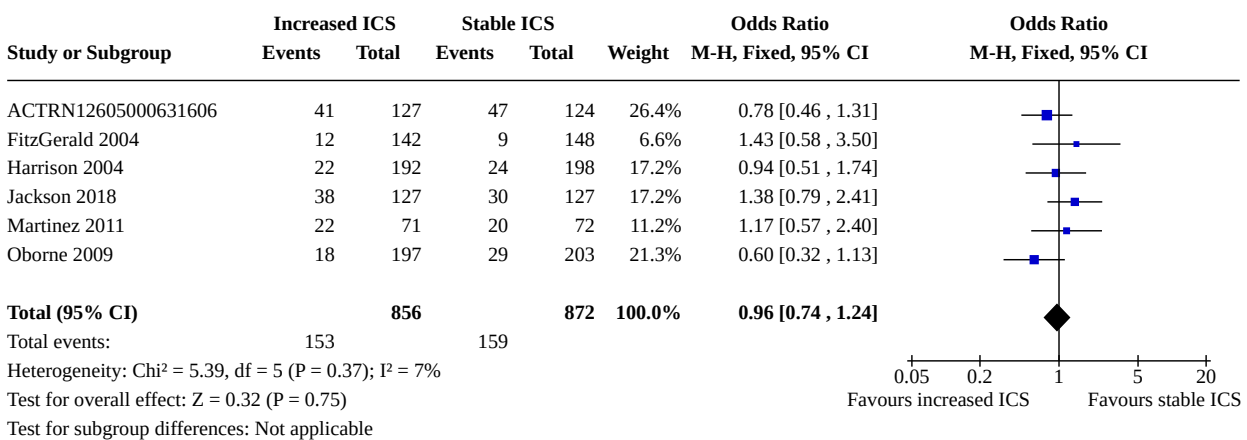 Increased ICS Stable ICS Odds Ratio Odds Ratio
Study or Subgroup Events Total Events Total Weight M-H, Fixed, 95% CI M-H, Fixed, 95% CI
ACTRN12605000631606 41 127 47 124 26.4% 0.78 [0.46 , 1.31]
FitzGerald 2004 12 142 9 148 6.6% 1.43 [0.58 , 3.50]
Harrison 2004 22 192 24 198 17.2% 0.94 [0.51 , 1.74]
Jackson 2018 38 127 30 127 17.2% 1.38 [0.79 , 2.41]
Martinez 2011 22 71 20 72 11.2% 1.17 [0.57 , 2.40]
Oborne 2009 18 197 29 203 21.3% 0.60 [0.32 , 1.13]
Total (95% CI) 856 872 100.0% 0.96 [0.74 , 1.24]
Total events: 153 159
Heterogeneity: Chi² = 5.39, df = 5 (P = 0.37); I² = 7% 0.05 0.2 1 5 20
Test for overall effect: Z = 0.32 (P = 0.75) Favours increased ICS Favours stable ICS
Test for subgroup differences: Not applicable